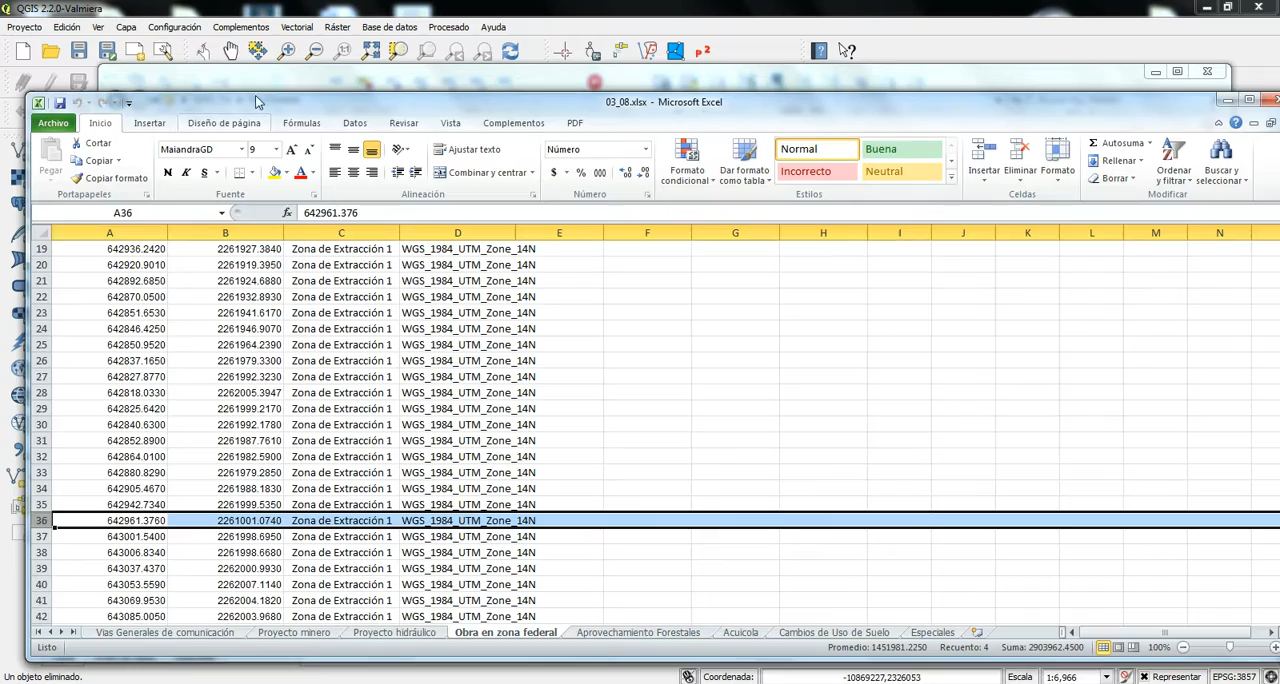 QGIS 2.2.0-Valmiera
Proyecto Edición Ver Capa Configuración Complementos Vectorial Ráster Base de datos Procesado Ayuda
03_08.xlsx - Microsoft Excel
Archivo Inicio Insertar Diseño de página Fórmulas Datos Revisar Vista Complementos PDF
Pegar Cortar Copiar Copiar formato
Portapapeles
MaiandraGD 9
N K S
Fuente
Ajustar texto
Combinar y centrar
Alineación
Número
$ % 000
Número
Formato condicional Dar formato como tabla
Normal Buena
Incorrecto Neutral
Estilos
Insertar Eliminar Formato
Celdas
Autosuma
Rellenar
Borrar
Ordenar y filtrar Buscar y seleccionar
Modificar
A36 fx 642961.376
A B C D E F G H I J K L M N
19 642936.2420 2261927.3840 Zona de Extracción 1 WGS_1984_UTM_Zone_14N
20 642920.9010 2261919.3950 Zona de Extracción 1 WGS_1984_UTM_Zone_14N
21 642892.6850 2261924.6880 Zona de Extracción 1 WGS_1984_UTM_Zone_14N
22 642870.0500 2261932.8930 Zona de Extracción 1 WGS_1984_UTM_Zone_14N
23 642851.6530 2261941.6170 Zona de Extracción 1 WGS_1984_UTM_Zone_14N
24 642846.4250 2261946.9070 Zona de Extracción 1 WGS_1984_UTM_Zone_14N
25 642850.9520 2261964.2390 Zona de Extracción 1 WGS_1984_UTM_Zone_14N
26 642837.1650 2261979.3300 Zona de Extracción 1 WGS_1984_UTM_Zone_14N
27 642827.8770 2261992.3230 Zona de Extracción 1 WGS_1984_UTM_Zone_14N
28 642818.0330 2262005.3947 Zona de Extracción 1 WGS_1984_UTM_Zone_14N
29 642825.6420 2261999.2170 Zona de Extracción 1 WGS_1984_UTM_Zone_14N
30 642840.6300 2261992.1780 Zona de Extracción 1 WGS_1984_UTM_Zone_14N
31 642852.8900 2261987.7610 Zona de Extracción 1 WGS_1984_UTM_Zone_14N
32 642864.0100 2261982.5900 Zona de Extracción 1 WGS_1984_UTM_Zone_14N
33 642880.8290 2261979.2850 Zona de Extracción 1 WGS_1984_UTM_Zone_14N
34 642905.4670 2261988.1830 Zona de Extracción 1 WGS_1984_UTM_Zone_14N
35 642942.7340 2261999.5350 Zona de Extracción 1 WGS_1984_UTM_Zone_14N
36 642961.3760 2261001.0740 Zona de Extracción 1 WGS_1984_UTM_Zone_14N
37 643001.5400 2261998.6950 Zona de Extracción 1 WGS_1984_UTM_Zone_14N
38 643006.8340 2261998.6680 Zona de Extracción 1 WGS_1984_UTM_Zone_14N
39 643037.4370 2262000.9930 Zona de Extracción 1 WGS_1984_UTM_Zone_14N
40 643053.5590 2262007.1140 Zona de Extracción 1 WGS_1984_UTM_Zone_14N
41 643069.9530 2262004.1820 Zona de Extracción 1 WGS_1984_UTM_Zone_14N
42 643085.0050 2262003.9680 Zona de Extracción 1 WGS_1984_UTM_Zone_14N
Vias Generales de comunicación Proyecto minero Proyecto hidráulico Obra en zona federal Aprovechamiento Forestales Acuicola Cambios de Uso de Suelo Especiales
Listo Promedio: 1451981.2250 Recuento: 4 Suma: 2903962.4500 100%
Un objeto eliminado. Coordenada: -10869227,2326053 Escala 1:6,966 Representar EPSG:3857